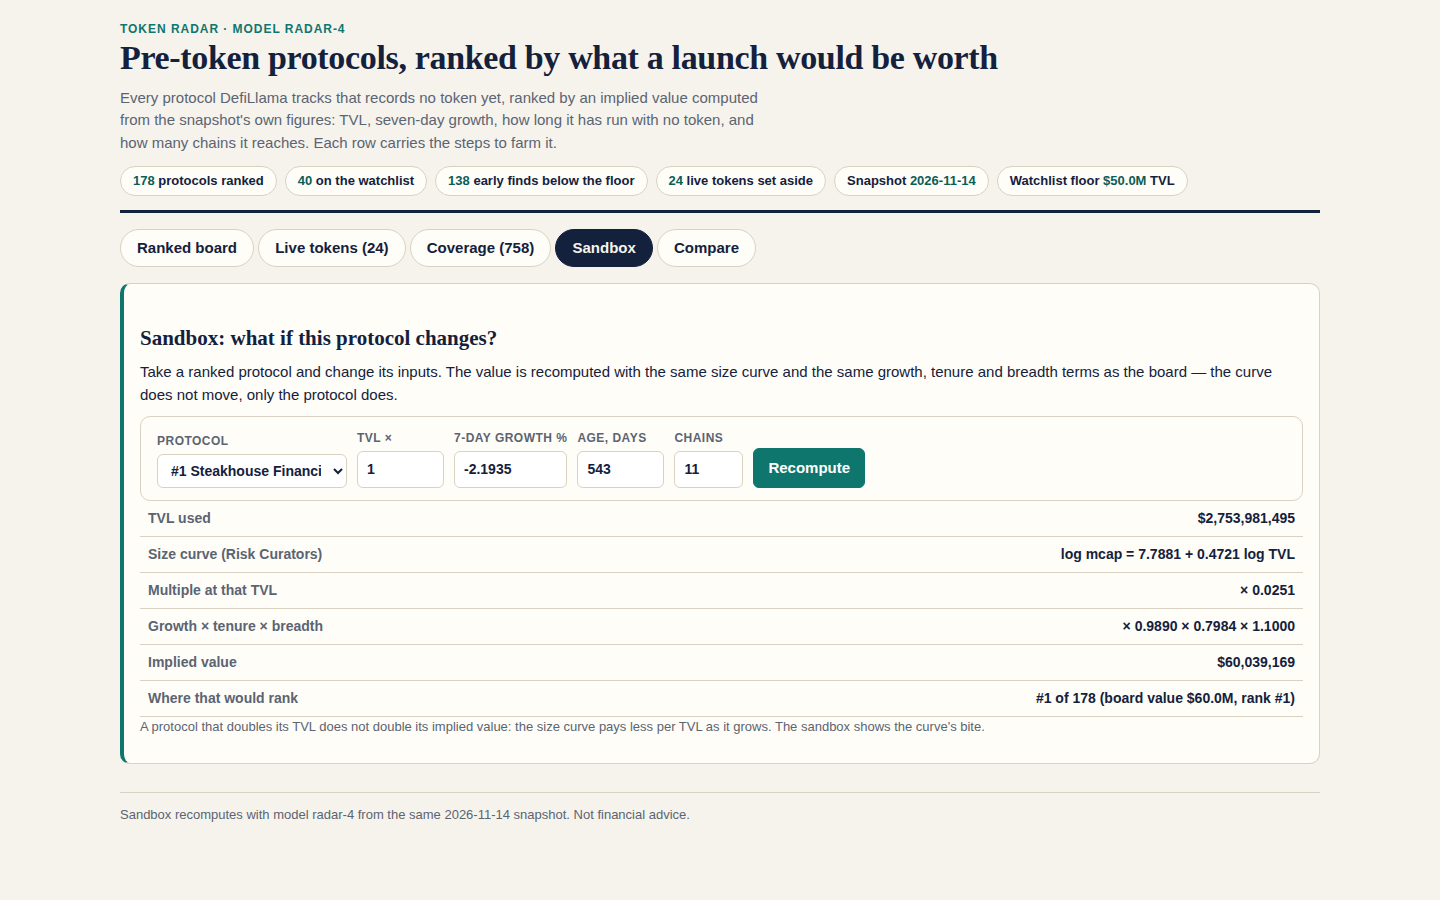 TOKEN RADAR · MODEL RADAR-4
Pre-token protocols, ranked by what a launch would be worth
Every protocol DefiLlama tracks that records no token yet, ranked by an implied value computed
from the snapshot's own figures: TVL, seven-day growth, how long it has run with no token, and
how many chains it reaches. Each row carries the steps to farm it.
178 protocols ranked
40 on the watchlist
138 early finds below the floor
24 live tokens set aside
Snapshot 2026-11-14
Watchlist floor $50.0M TVL
Ranked board
Live tokens (24)
Coverage (758)
Sandbox
Compare
Sandbox: what if this protocol changes?
Take a ranked protocol and change its inputs. The value is recomputed with the same size curve and the same growth, tenure and breadth terms as the board — the curve
does not move, only the protocol does.
PROTOCOL
#1 Steakhouse Financi
TVL ×
1
7-DAY GROWTH %
-2.1935
AGE, DAYS
543
CHAINS
11
Recompute
TVL used $2,753,981,495
Size curve (Risk Curators) log mcap = 7.7881 + 0.4721 log TVL
Multiple at that TVL × 0.0251
Growth × tenure × breadth × 0.9890 × 0.7984 × 1.1000
Implied value $60,039,169
Where that would rank #1 of 178 (board value $60.0M, rank #1)
A protocol that doubles its TVL does not double its implied value: the size curve pays less per TVL as it grows. The sandbox shows the curve's bite.
Sandbox recomputes with model radar-4 from the same 2026-11-14 snapshot. Not financial advice.